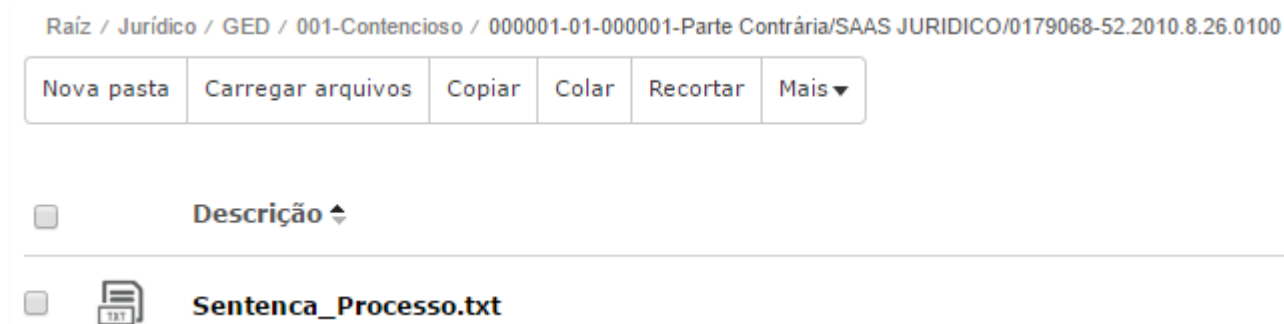 Raíz / Jurídico / GED / 001-Contencioso / 000001-01-000001-Parte Contrária/SAAS JURIDICO/0179068-52.2010.8.26.0100
Nova pasta Carregar arquivos Copiar Colar Recortar Mais
Descrição
TXT Sentenca_Processo.txt